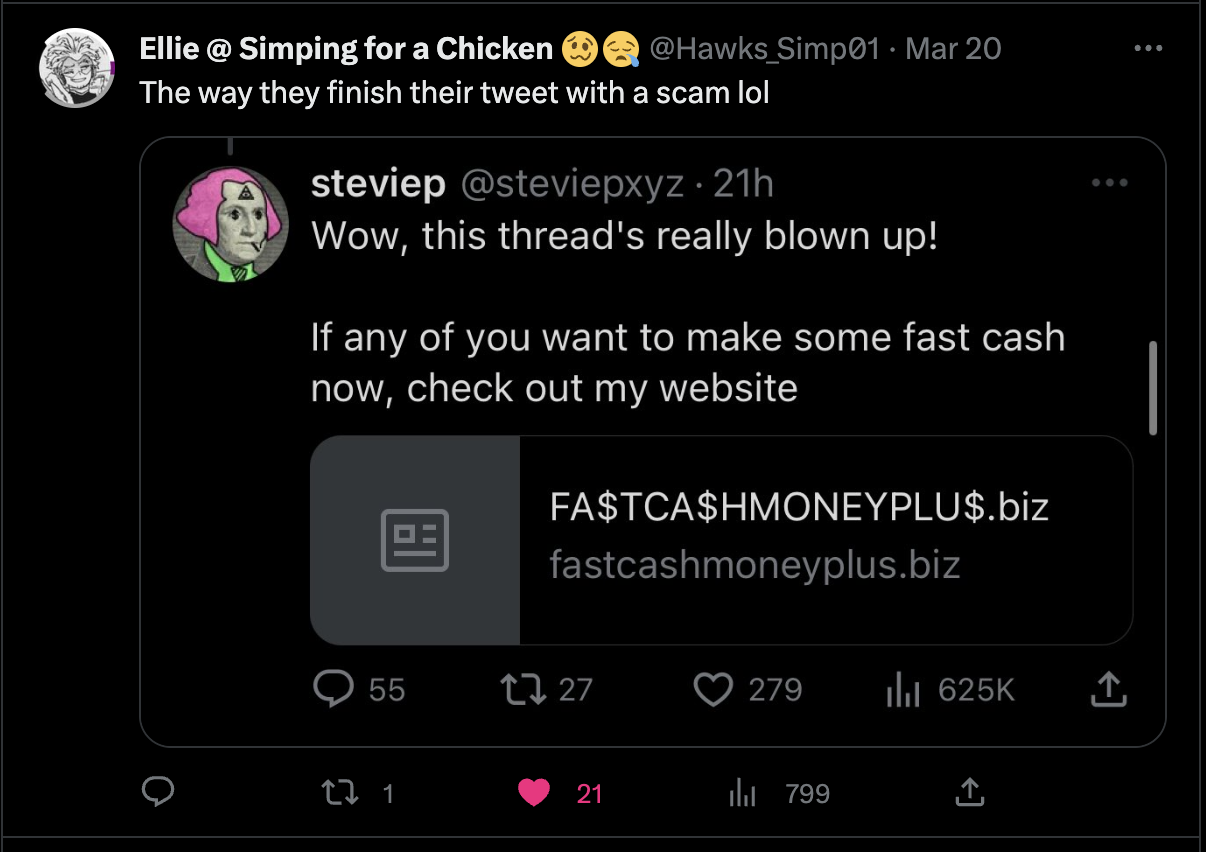 Ellie @ Simping for a Chicken 🥴😪 @Hawks_Simp01 · Mar 20
The way they finish their tweet with a scam lol
steviep @steviepxyz · 21h
Wow, this thread's really blown up!
If any of you want to make some fast cash
now, check out my website
FA$TCA$HMONEYPLU$.biz
fastcashmoneyplus.biz
55 27 279 625K
1 21 799